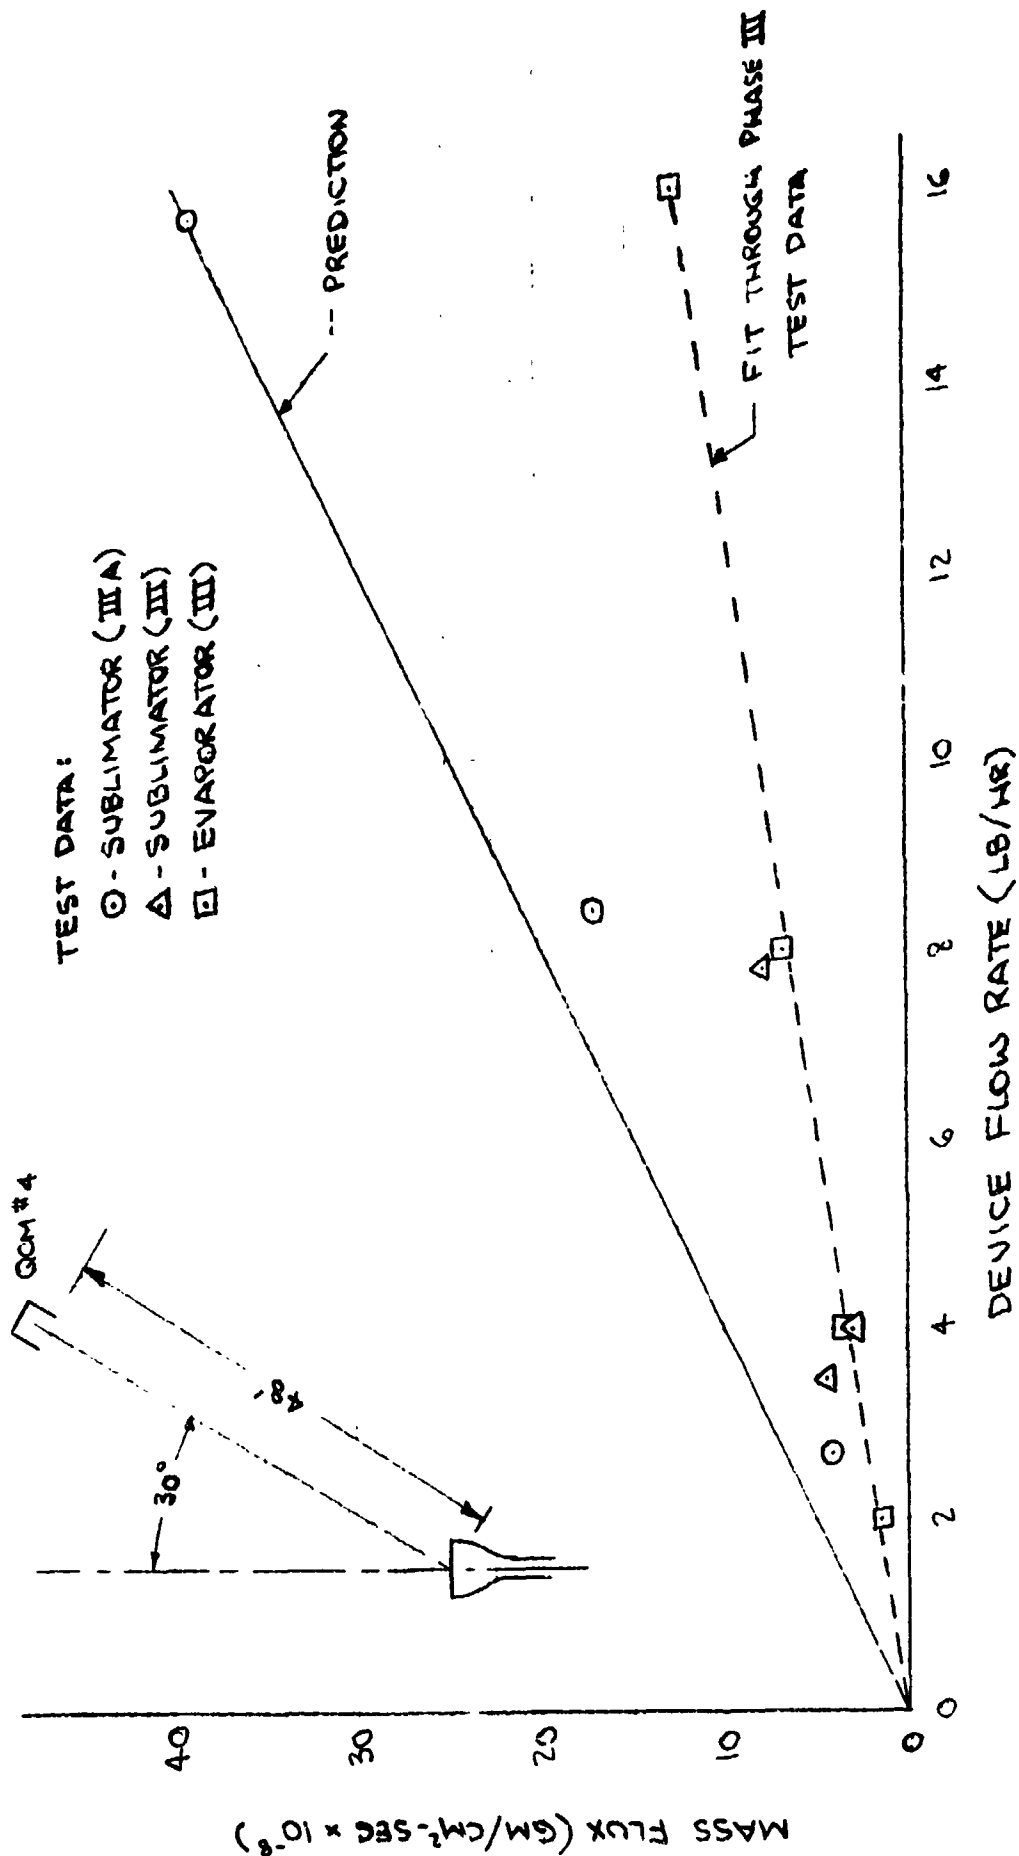 QCM #4
30°
48"
TEST DATA:
⊙ - SUBLIMATOR (IIIA)
△ - SUBLIMATOR (III)
⊡ - EVAPORATOR (III)
-- PREDICTION
FIT THROUGH PHASE III
TEST DATA
MASS FLUX (GM/CM²-SEC × 10⁻⁸)
40
30
20
10
0
0
2
4
6
8
10
12
14
16
DEVICE FLOW RATE (LB/HR)